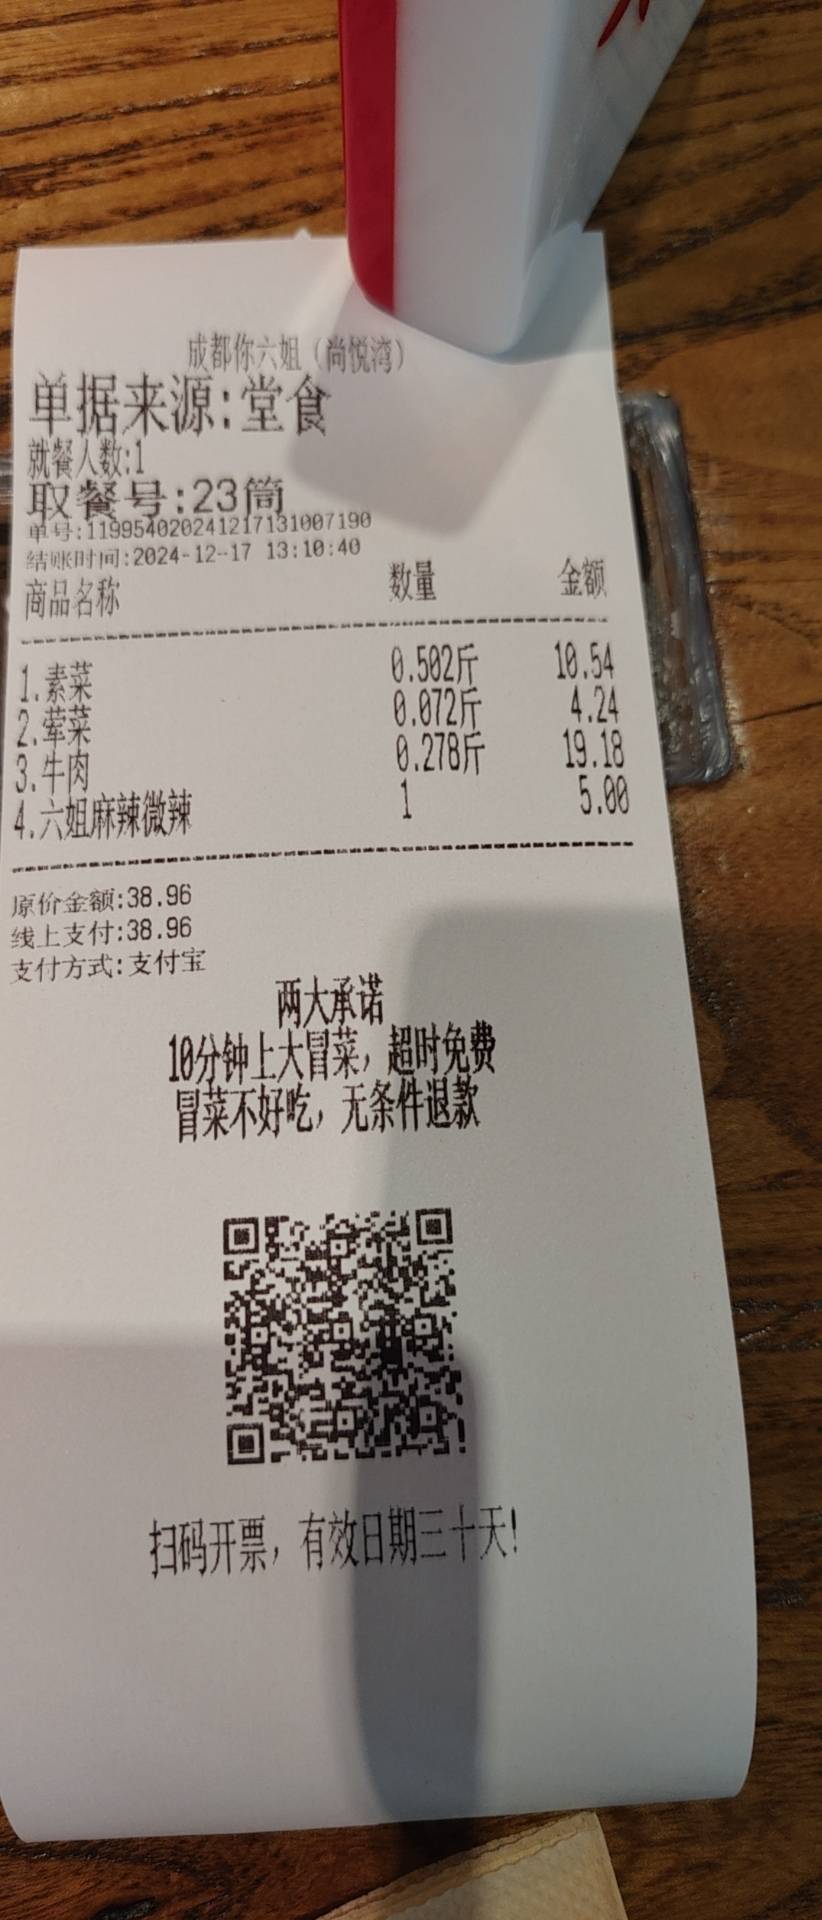 成都你六姐（尚悦湾）
单据来源:堂食
就餐人数:1
取餐号:23筒
单号:119954020241217131007190
结账时间:2024-12-17 13:10:40
商品名称 数量 金额
1.素菜 0.502斤 10.54
2.荤菜 0.072斤 4.24
3.牛肉 0.278斤 19.18
4.六姐麻辣微辣 1 5.00
原价金额:38.96
线上支付:38.96
支付方式:支付宝
两大承诺
10分钟上大冒菜，超时免费
冒菜不好吃，无条件退款
扫码开票，有效日期三十天!